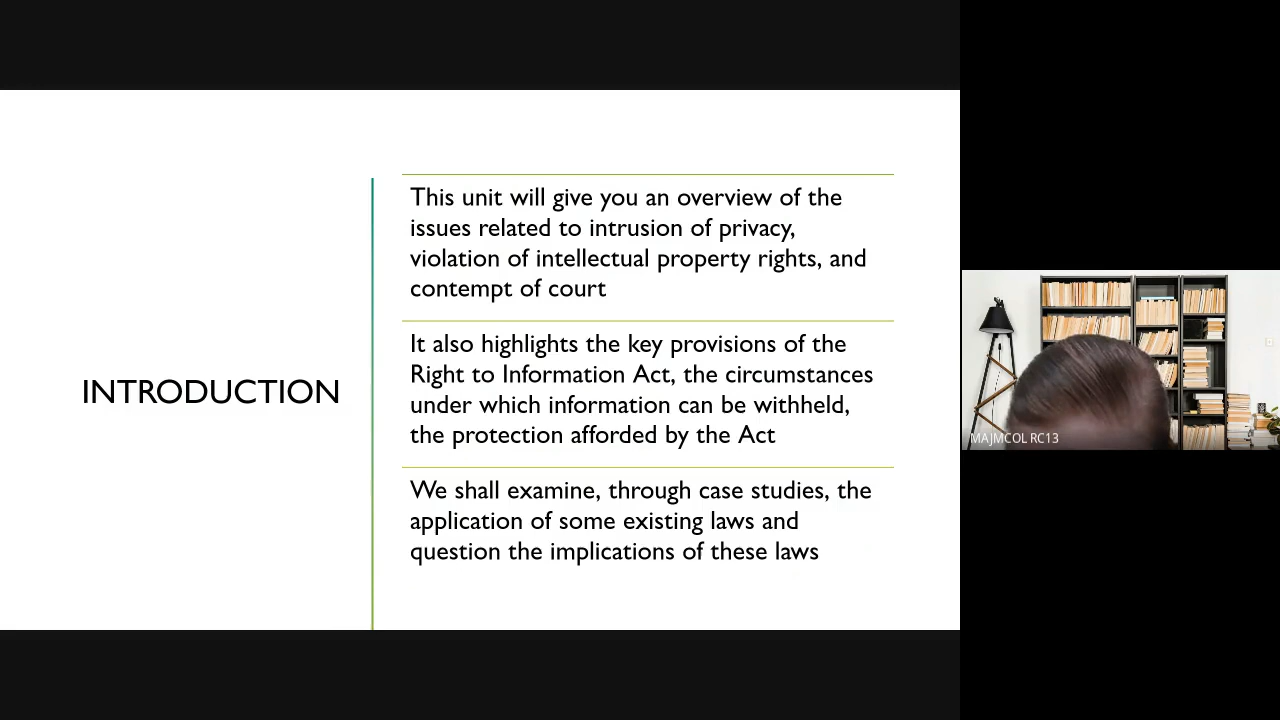 INTRODUCTION
This unit will give you an overview of the
issues related to intrusion of privacy,
violation of intellectual property rights, and
contempt of court
It also highlights the key provisions of the
Right to Information Act, the circumstances
under which information can be withheld,
the protection afforded by the Act
We shall examine, through case studies, the
application of some existing laws and
question the implications of these laws
MAJMCOL RC13